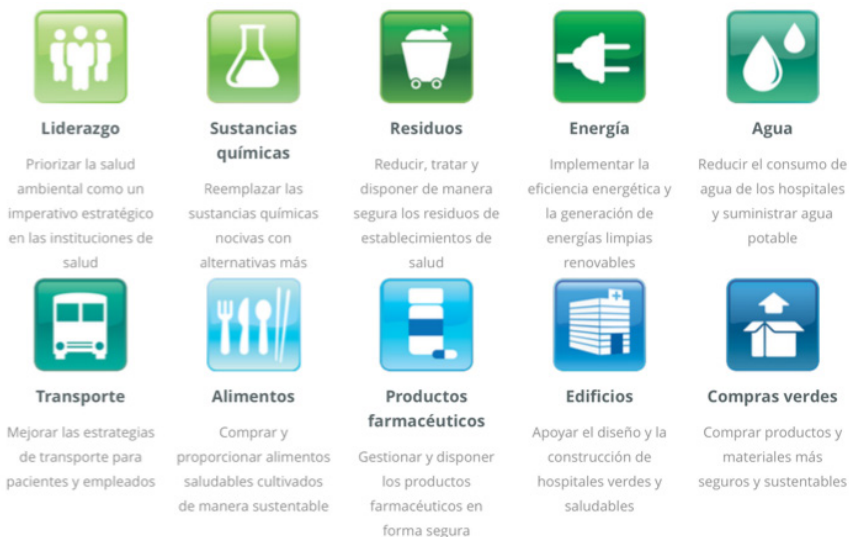 Liderazgo
Priorizar la salud
ambiental como un
imperativo estratégico
en las instituciones de
salud
Sustancias
químicas
Reemplazar las
sustancias químicas
nocivas con
alternativas más
Residuos
Reducir, tratar y
disponer de manera
segura los residuos de
establecimientos de
salud
Energía
Implementar la
eficiencia energética y
la generación de
energías limpias
renovables
Agua
Reducir el consumo de
agua de los hospitales
y suministrar agua
potable
Transporte
Mejorar las estrategias
de transporte para
pacientes y empleados
Alimentos
Comprar y
proporcionar alimentos
saludables cultivados
de manera sustentable
Productos
farmacéuticos
Gestionar y disponer
los productos
farmacéuticos en
forma segura
Edificios
Apoyar el diseño y la
construcción de
hospitales verdes y
saludables
Compras verdes
Comprar productos y
materiales más
seguros y sustentables